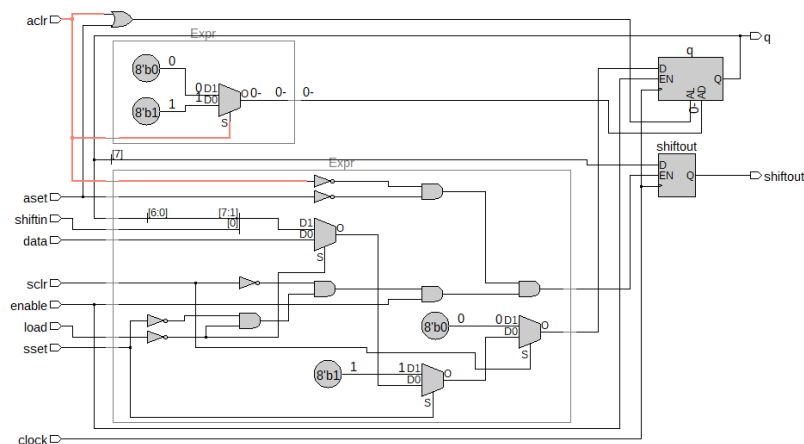 aclr
Expr
q
q
8'b0
0
0
D1
1
D0
O
0-
0-
0-
D
EN
Q
AL
AD
0-
8'b1
1
S
[7]
shiftout
Expr
D
EN
Q
shiftout
aset
shiftin
[6:0]
[7:1]
[0]
D1
D0
O
data
S
sclr
enable
load
sset
8'b0
0
0
D1
D0
O
S
8'b1
1
1
D1
D0
O
S
clock